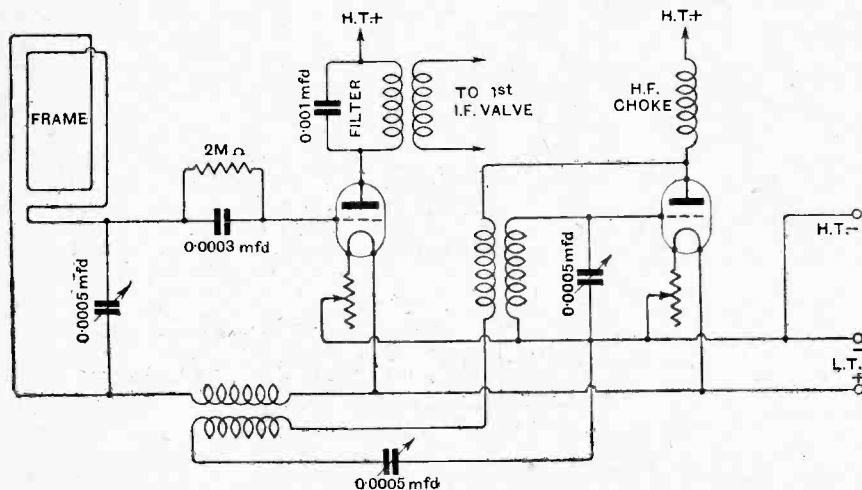 H.T.+
H.T.+
FRAME
0·001 mfd
FILTER
TO 1st
I.F. VALVE
H.F.
CHOKE
2M Ω
0·0003 mfd
0·0005 mfd
0·0005 mfd
H.T.-
-
L.T.
+
0·0005 mfd